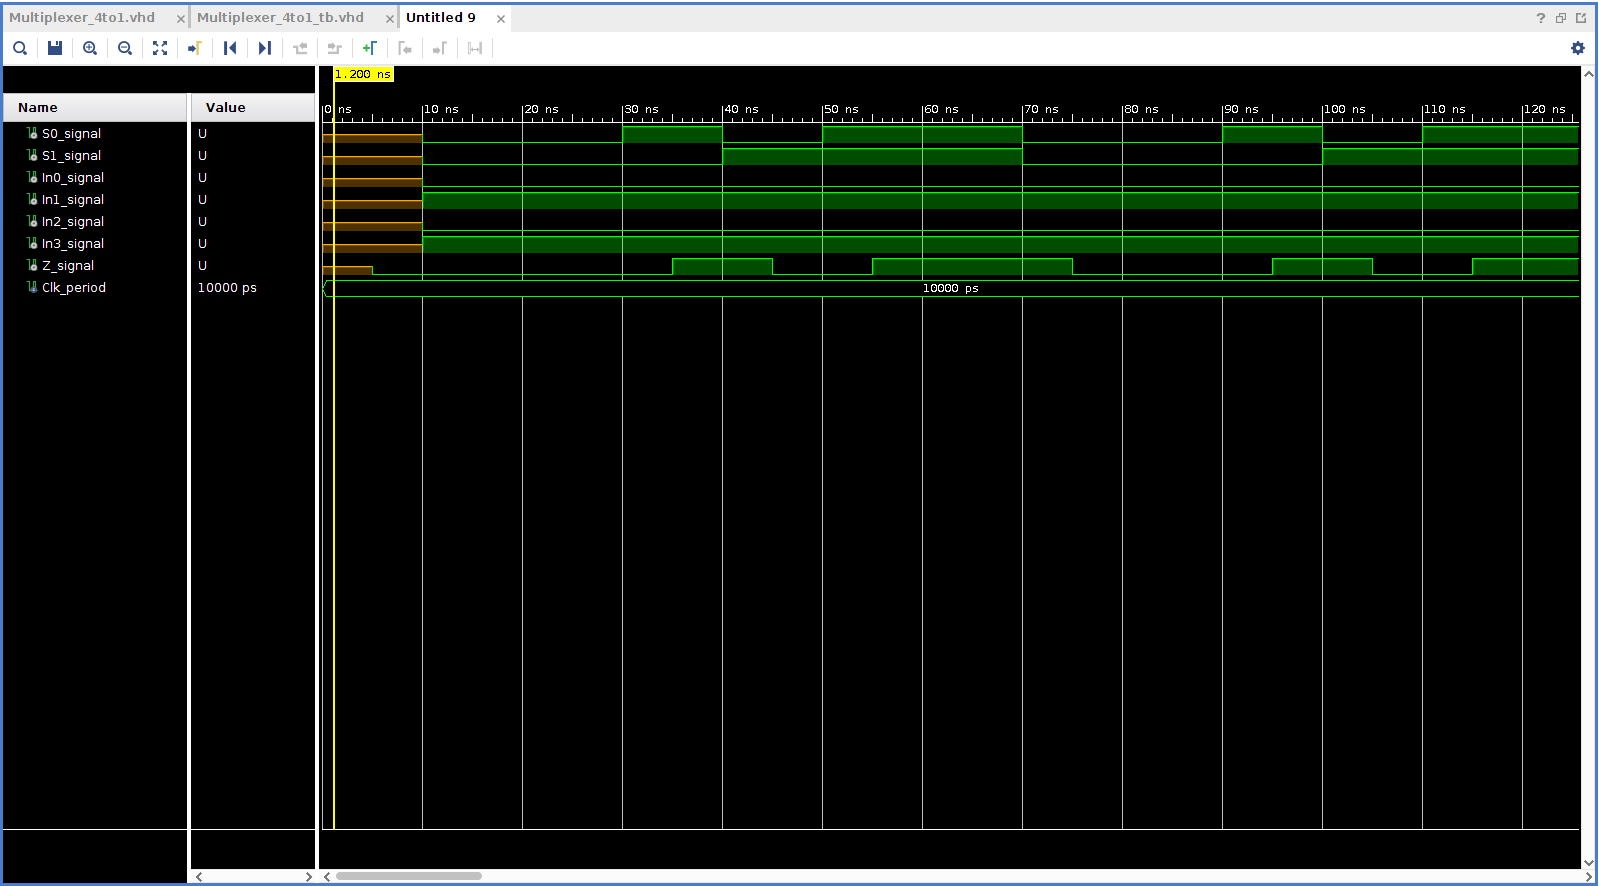 Multiplexer_4to1.vhd × Multiplexer_4to1_tb.vhd × Untitled 9 ×
?
1.200 ns
Name Value
0 ns 10 ns 20 ns 30 ns 40 ns 50 ns 60 ns 70 ns 80 ns 90 ns 100 ns 110 ns 120 ns
S0_signal U
S1_signal U
In0_signal U
In1_signal U
In2_signal U
In3_signal U
Z_signal U
Clk_period 10000 ps 10000 ps